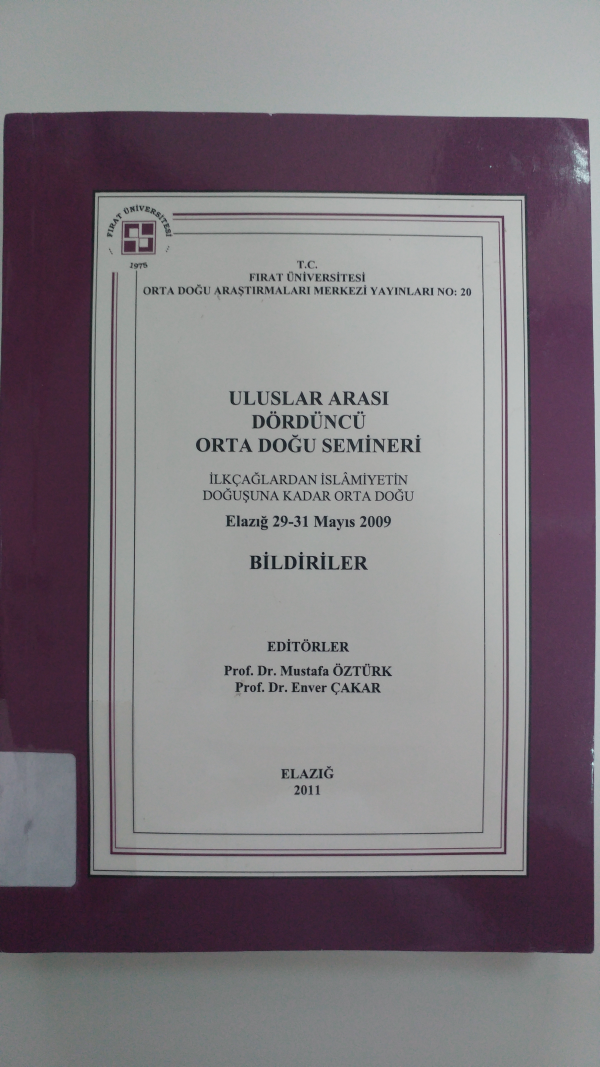 FIRAT ÜNİVERSİTESİ
1975
T.C.
FIRAT ÜNİVERSİTESİ
ORTA DOĞU ARAŞTIRMALARI MERKEZİ YAYINLARI NO: 20
ULUSLAR ARASI
DÖRDÜNCÜ
ORTA DOĞU SEMİNERİ
İLKÇAĞLARDAN İSLÂMİYETİN
DOĞUŞUNA KADAR ORTA DOĞU
Elazığ 29-31 Mayıs 2009
BİLDİRİLER
EDİTÖRLER
Prof. Dr. Mustafa ÖZTÜRK
Prof. Dr. Enver ÇAKAR
ELAZIĞ
2011